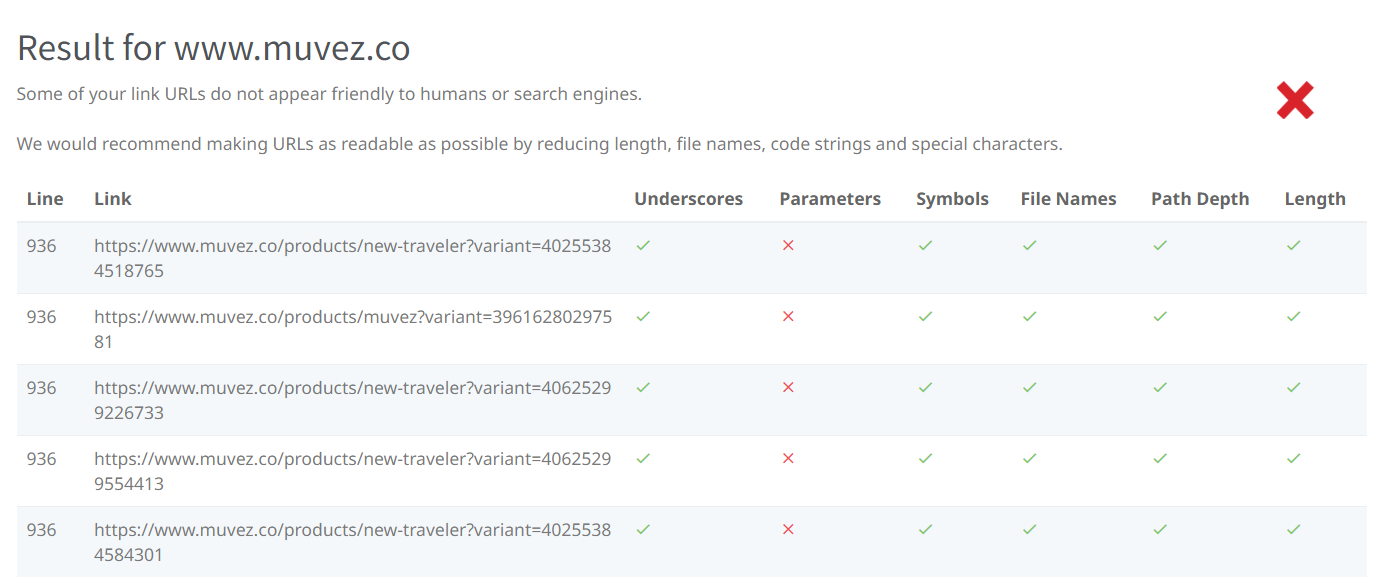 Result for www.muvez.co
Some of your link URLs do not appear friendly to humans or search engines.
We would recommend making URLs as readable as possible by reducing length, file names, code strings and special characters.
Line Link Underscores Parameters Symbols File Names Path Depth Length
936 https://www.muvez.co/products/new-traveler?variant=4025538
4518765
936 https://www.muvez.co/products/muvez?variant=396162802975
81
936 https://www.muvez.co/products/new-traveler?variant=4062529
9226733
936 https://www.muvez.co/products/new-traveler?variant=4062529
9554413
936 https://www.muvez.co/products/new-traveler?variant=4025538
4584301